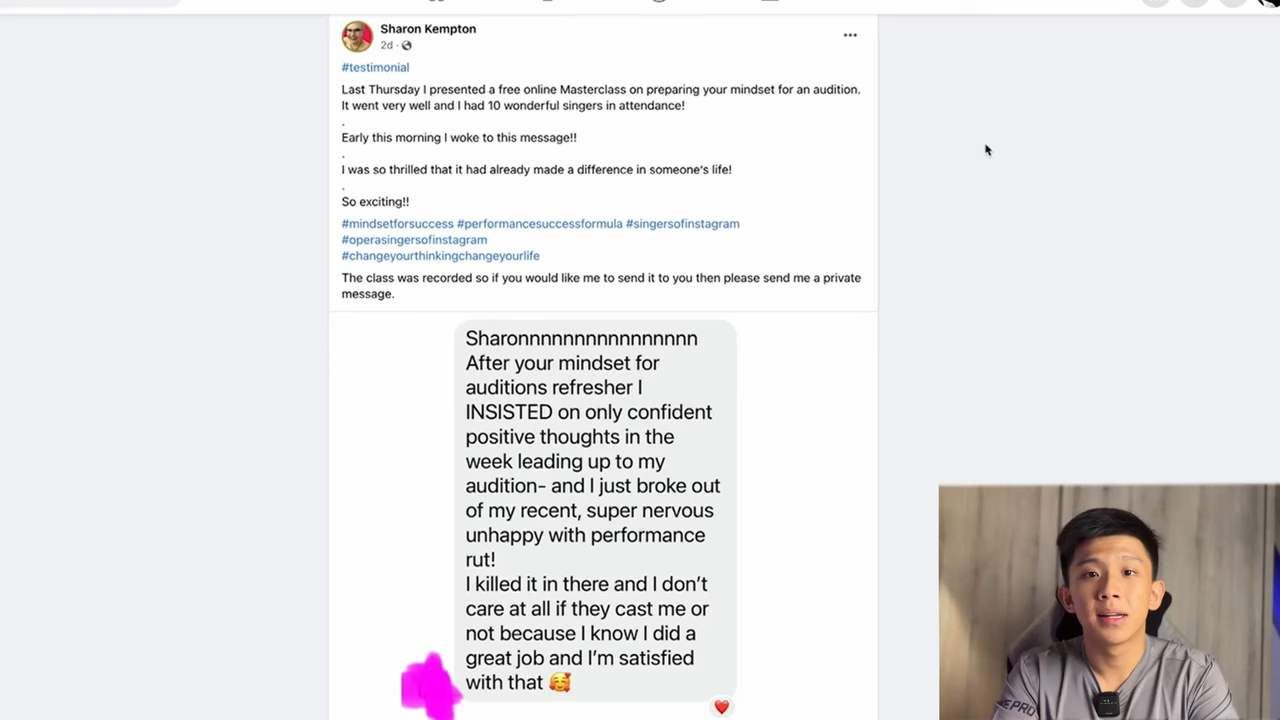 Sharon Kempton
2d ·
#testimonial
Last Thursday I presented a free online Masterclass on preparing your mindset for an audition.
It went very well and I had 10 wonderful singers in attendance!
.
Early this morning I woke to this message!!
.
I was so thrilled that it had already made a difference in someone's life!
.
So exciting!!
#mindsetforsuccess #performancesuccessformula #singersofinstagram
#operasingersofinstagram
#changeyourthinkingchangeyourlife
The class was recorded so if you would like me to send it to you then please send me a private
message.
Sharonnnnnnnnnnnnnnnnn
After your mindset for
auditions refresher I
INSISTED on only confident
positive thoughts in the
week leading up to my
audition- and I just broke out
of my recent, super nervous
unhappy with performance
rut!
I killed it in there and I don't
care at all if they cast me or
not because I know I did a
great job and I'm satisfied
with that 🥰